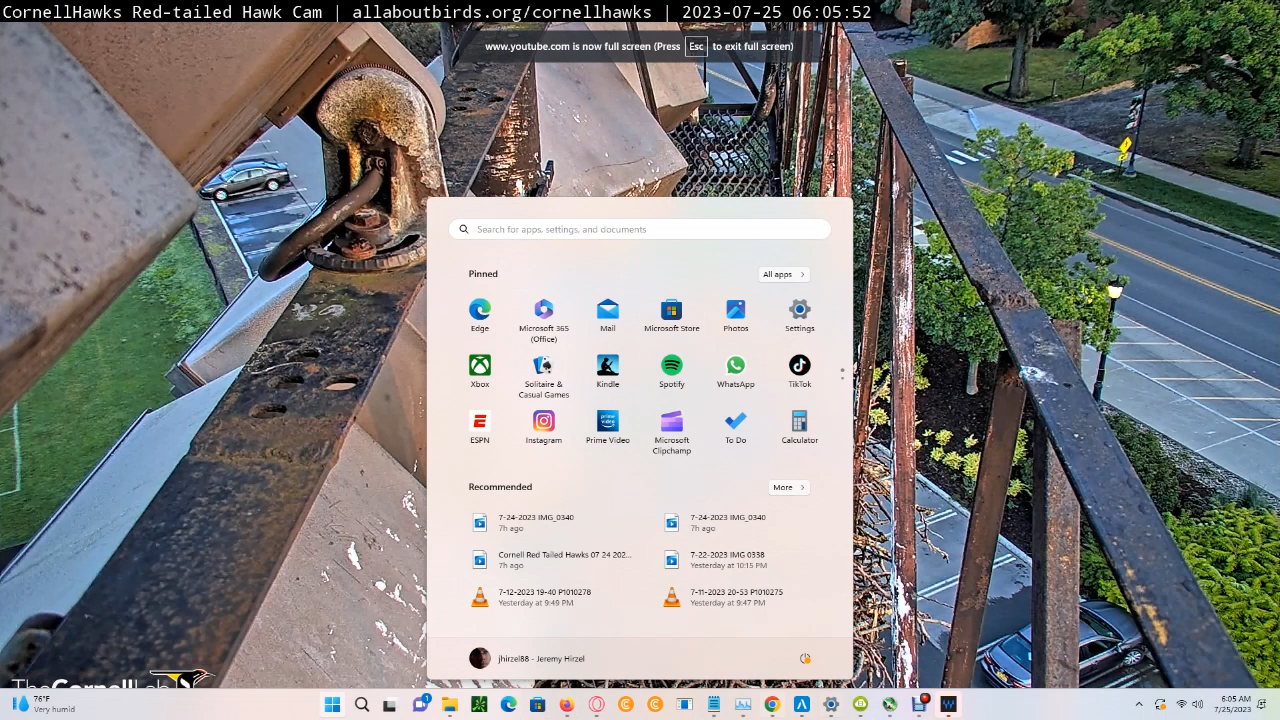 CornellHawks Red-tailed Hawk Cam | allaboutbirds.org/cornellhawks | 2023-07-25 06:05:52
www.youtube.com is now full screen (Press Esc to exit full screen)
Search for apps, settings, and documents
Pinned
All apps
Edge
Microsoft 365 (Office)
Mail
Microsoft Store
Photos
Settings
Xbox
Solitaire & Casual Games
Kindle
Spotify
WhatsApp
TikTok
ESPN
Instagram
prime video
Prime Video
Microsoft Clipchamp
To Do
Calculator
Recommended
More
7-24-2023 IMG_0340
7h ago
7-24-2023 IMG_0340
7h ago
Cornell Red Tailed Hawks 07 24 202...
7h ago
7-22-2023 IMG 0338
Yesterday at 10:15 PM
7-12-2023 19-40 P1010278
Yesterday at 9:49 PM
7-11-2023 20-53 P1010275
Yesterday at 9:47 PM
jhirzel88 - Jeremy Hirzel
TheCornellLab
76°F
Very humid
1
6:05 AM
7/25/2023